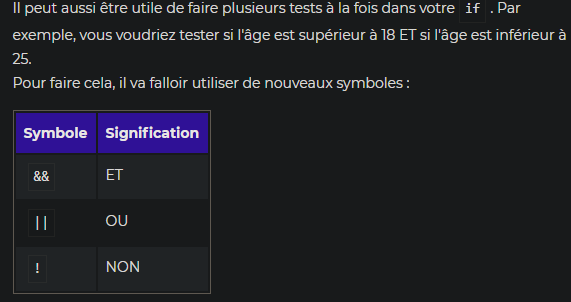 Il peut aussi être utile de faire plusieurs tests à la fois dans votre if . Par
exemple, vous voudriez tester si l'âge est supérieur à 18 ET si l'âge est inférieur à
25.
Pour faire cela, il va falloir utiliser de nouveaux symboles :
Symbole Signification
&& ET
|| OU
! NON